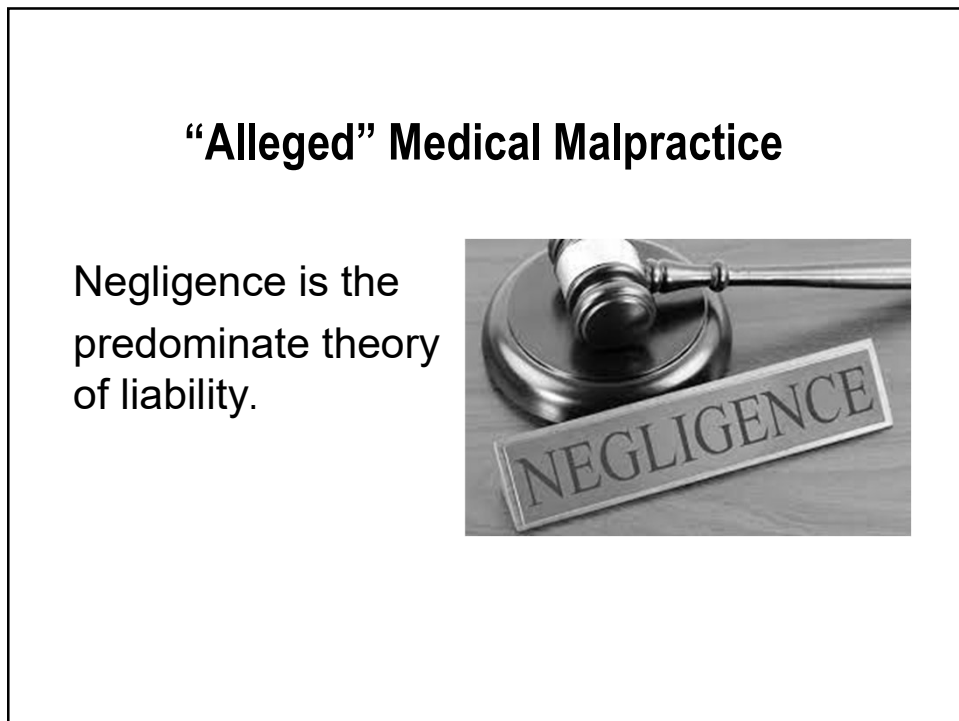 “Alleged” Medical Malpractice
Negligence is the
predominate theory
of liability.
NEGLIGENCE